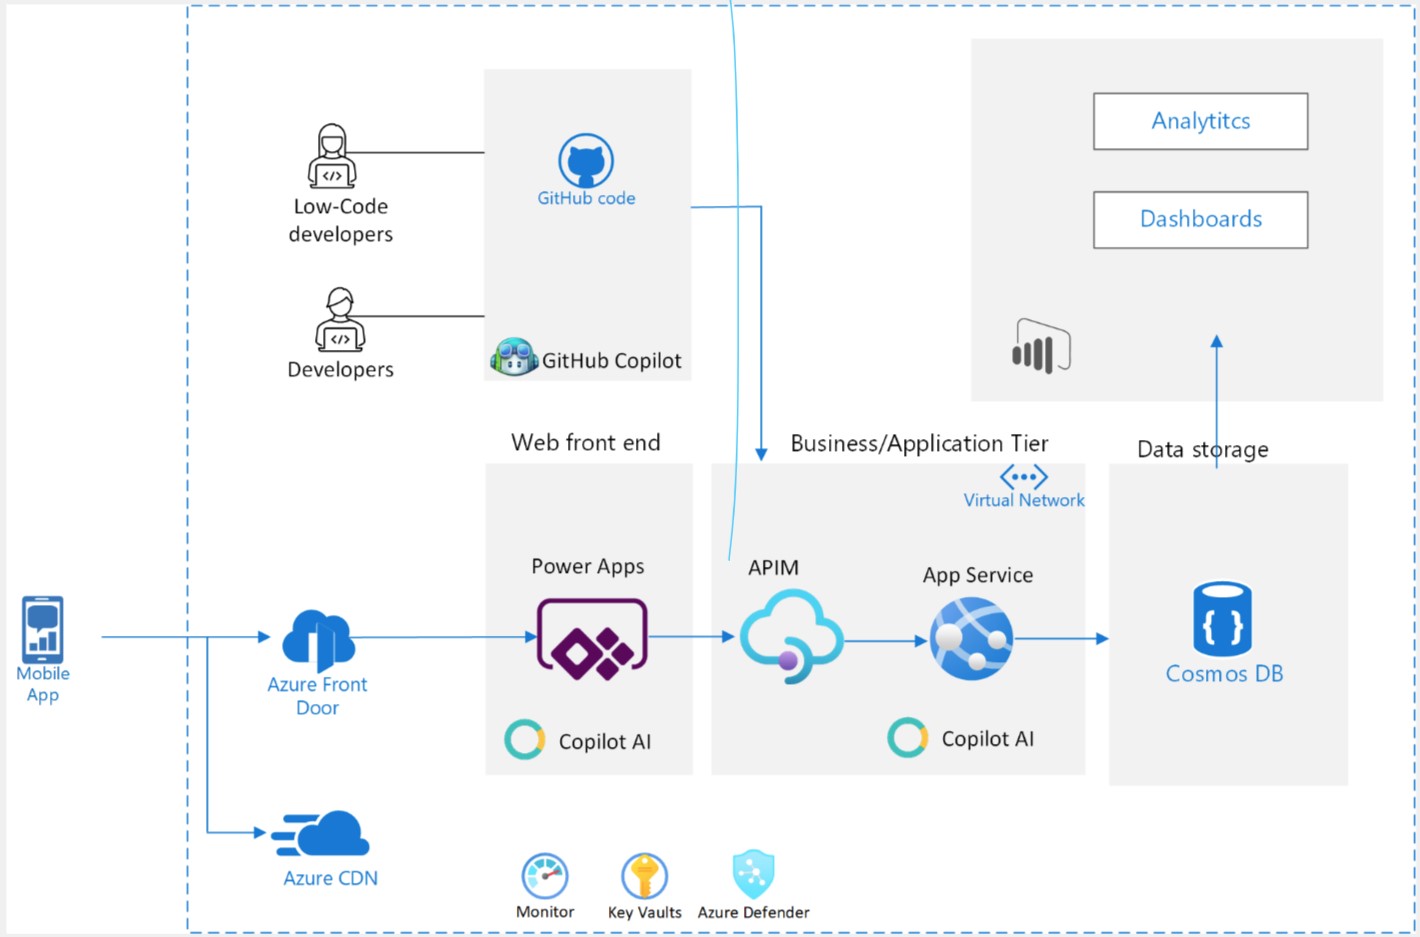 Analytitcs
Dashboards
GitHub code
Low-Code
developers
Developers
GitHub Copilot
Web front end
Business/Application Tier
Data storage
Virtual Network
Power Apps
APIM
App Service
Mobile
App
Azure Front
Door
Cosmos DB
Copilot AI
Copilot AI
Azure CDN
Monitor
Key Vaults
Azure Defender